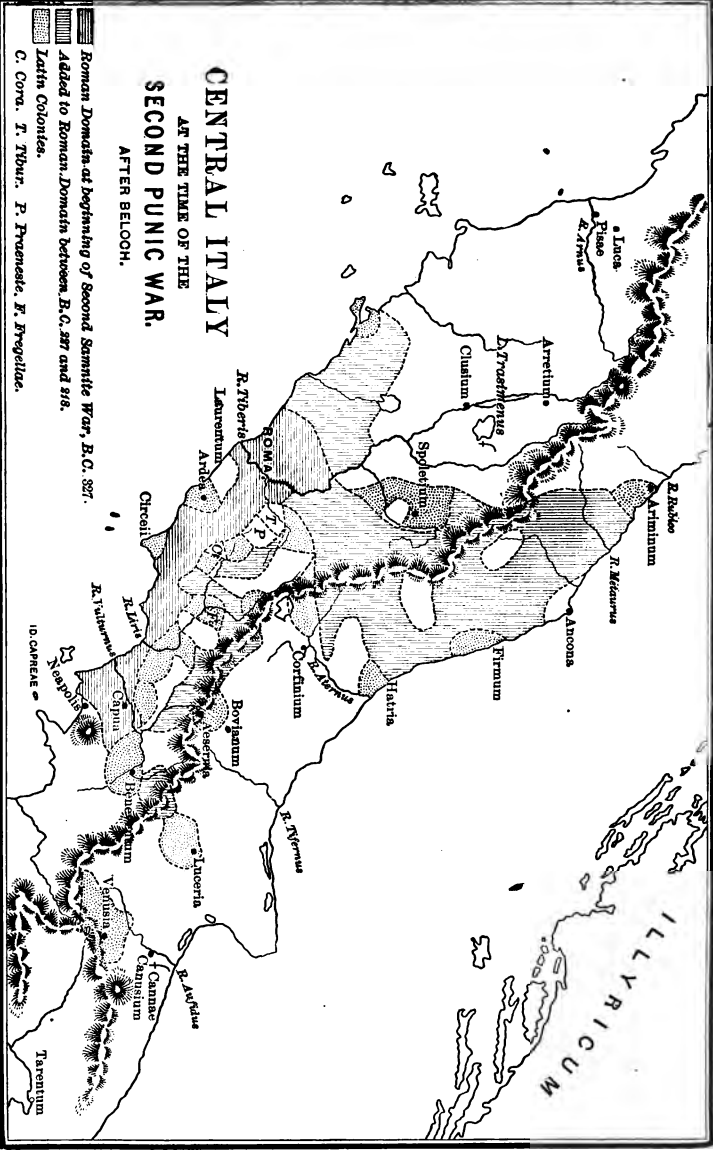 CENTRAL ITALY
AT THE TIME OF THE
SECOND PUNIC WAR.
AFTER BELOCH.
Roman Domain at beginning of Second Samnite War, B.C. 327.
Added to Roman Domain between B.C. 327 and 218.
Latin Colonies.
C. Cora. T. Tibur. P. Praeneste. F. Fregellae.
ILLYRICUM
Luca
Pisae
R. Arnus
Arretium
L. Trasimenus
Clusium
R. Rubico
Ariminum
R. Metaurus
Ancona
Firmum
Spoletium
Hatria
R. Aternus
Corfinium
R. Tiberis
ROMA
Laurentum
Ardea
T
P
C
F
Circeii
R. Liris
R. Vulturnus
ID. CAPREAE
Neapolis
Capua
Aesernia
Bovianum
Beneventum
R. Tifernus
Luceria
Venusia
Cannae
Canusium
R. Aufidus
Tarentum